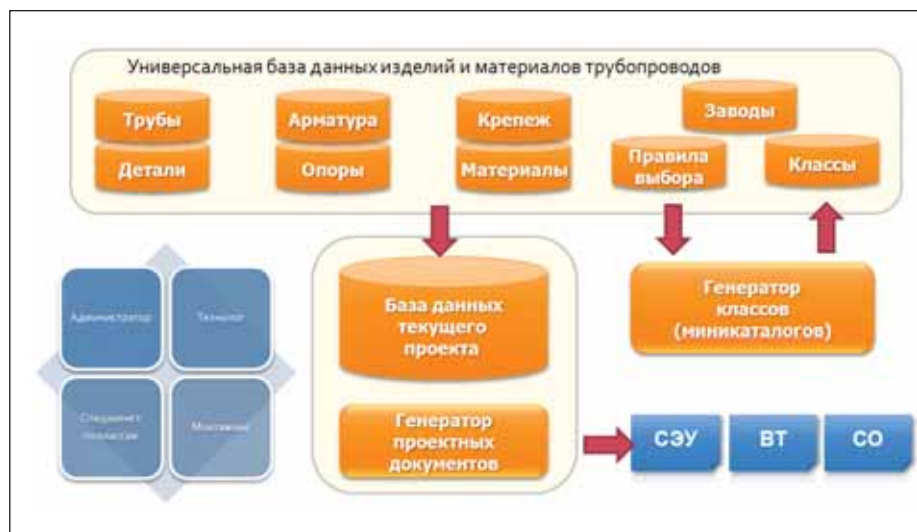 Универсальная база данных изделий и материалов трубопроводов
Трубы
Арматура
Крепеж
Заводы
Детали
Опоры
Материалы
Правила
выбора
Классы
База данных
текущего
проекта
Генератор
классов
(миникаталогов)
Администратор
Технолог
Специалист
Монтажник
Генератор
проектных
документов
СЭУ
ВТ
СО